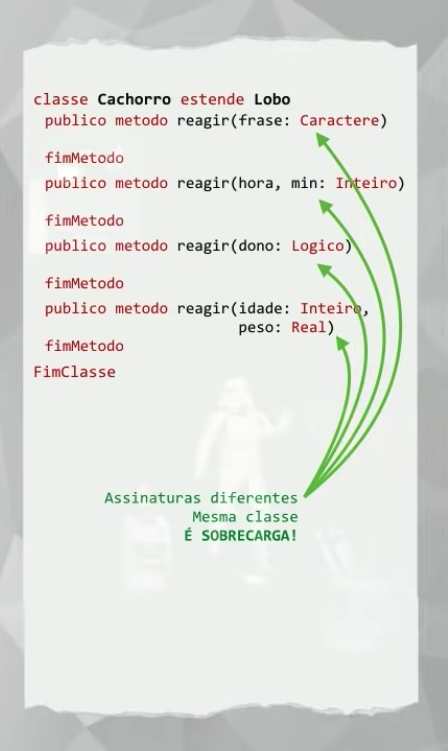 classe Cachorro estende Lobo
publico metodo reagir(frase: Caractere)
fimMetodo
publico metodo reagir(hora, min: Inteiro)
fimMetodo
publico metodo reagir(dono: Logico)
fimMetodo
publico metodo reagir(idade: Inteiro,
peso: Real)
fimMetodo
FimClasse
Assinaturas diferentes
Mesma classe
É SOBRECARGA!